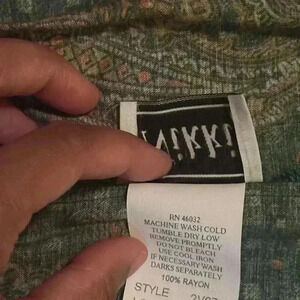 Nikki
RN 46032
MACHINE WASH COLD
TUMBLE DRY LOW
REMOVE PROMPTLY
DO NOT BLEACH
USE COOL IRON
IF NECESSARY WASH
DARKS SEPARATELY
100% RAYON
STYLE